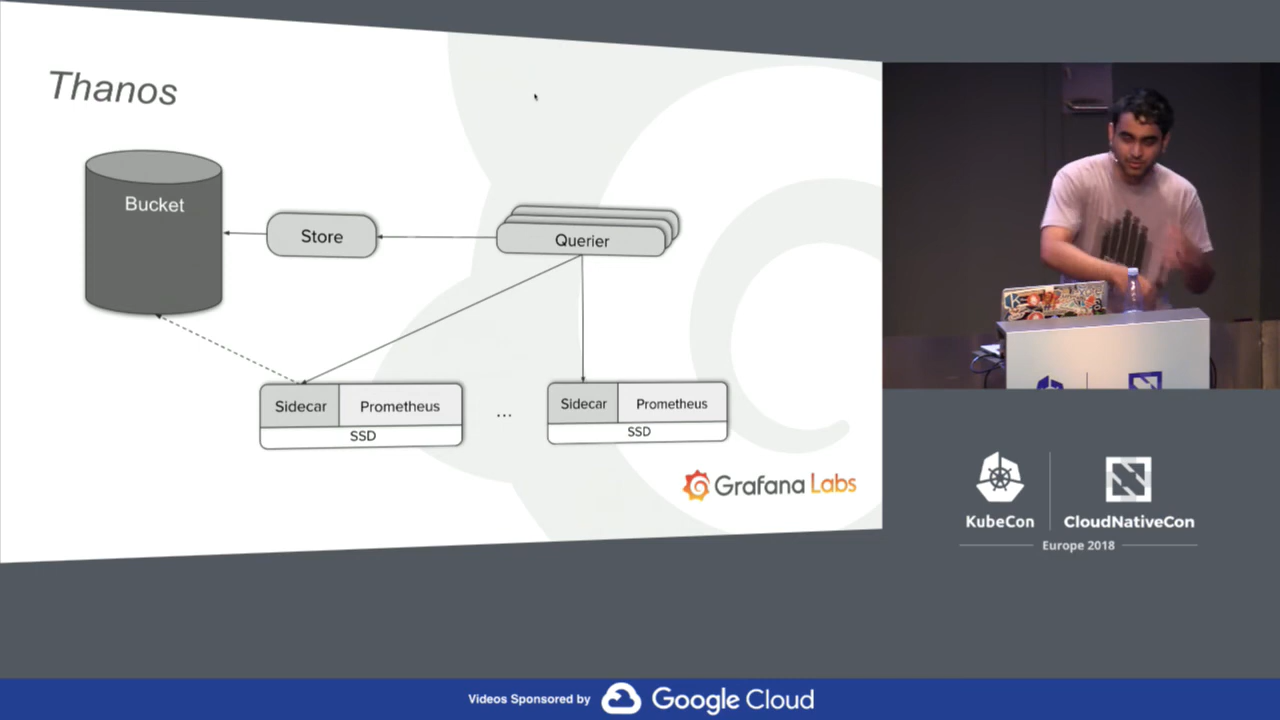 Thanos
Bucket
Store
Querier
Sidecar
Prometheus
SSD
...
Sidecar
Prometheus
SSD
Grafana Labs
KubeCon
CloudNativeCon
Europe 2018
Videos Sponsored by
Google Cloud